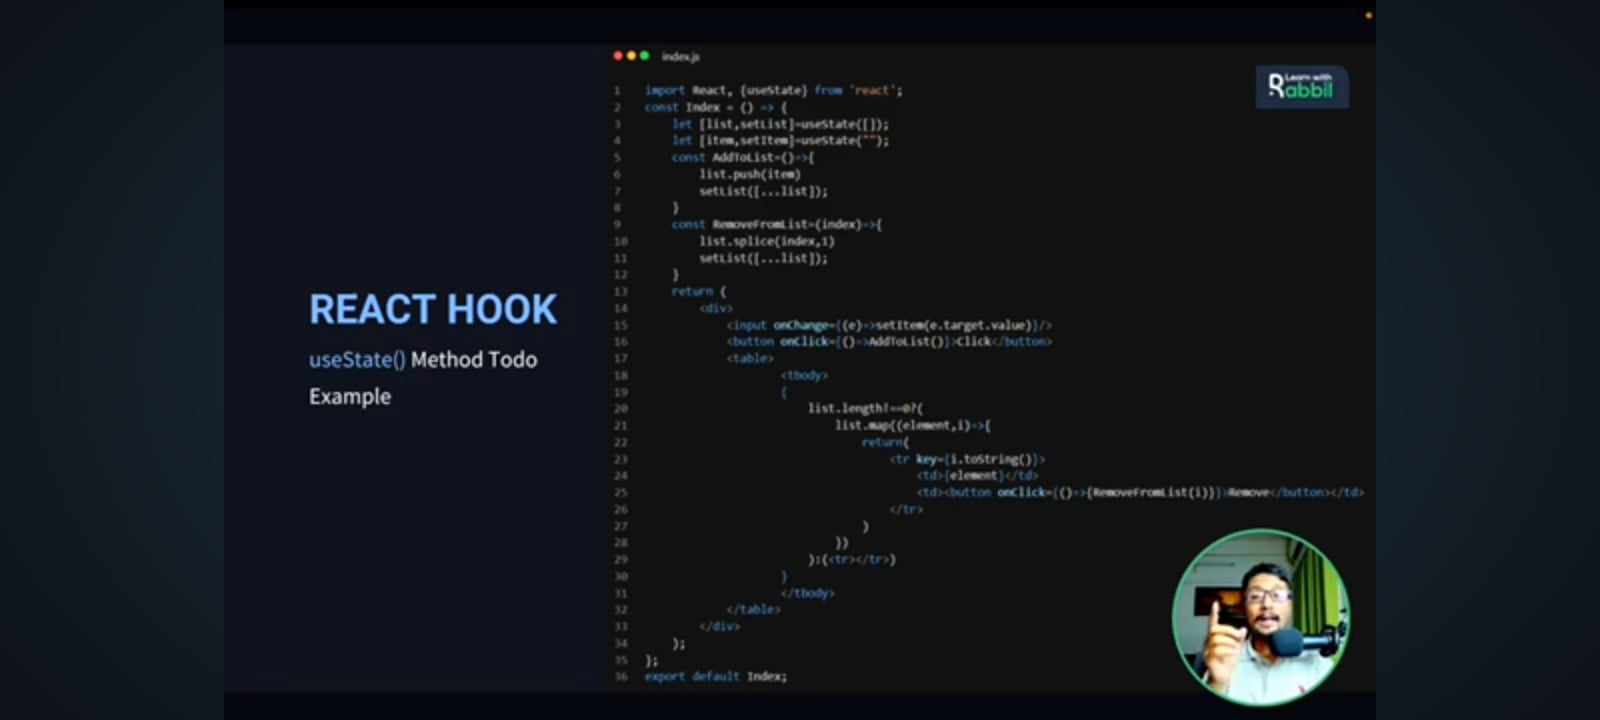 index.js
Learn with
Rabbil
REACT HOOK
useState() Method Todo
Example
1 import React, {useState} from 'react';
2 const Index = () => {
3 let [list,setList]=useState([]);
4 let [item,setItem]=useState("");
5 const AddToList=()=>{
6 list.push(item)
7 setList([...list]);
8 }
9 const RemoveFromList=(index)=>{
10 list.splice(index,1)
11 setList([...list]);
12 }
13 return (
14 <div>
15 <input onChange={(e)=>setItem(e.target.value)}/>
16 <button onClick={()=>AddToList()}>Click</button>
17 <table>
18 <tbody>
19 {
20 list.length!==0?(
21 list.map((element,i)=>{
22 return(
23 <tr key={i.toString()}>
24 <td>{element}</td>
25 <td><button onClick={()=>{RemoveFromList(i)}}>Remove</button></td>
26 </tr>
27 )
28 })
29 ):(<tr></tr>)
30 }
31 </tbody>
32 </table>
33 </div>
34 );
35 };
36 export default Index;